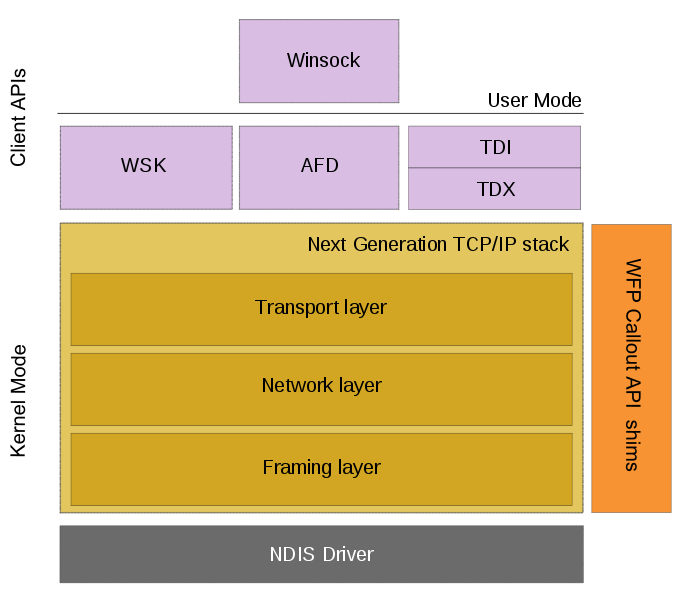 Client APIs
Winsock
User Mode
WSK
AFD
TDI
TDX
Kernel Mode
Next Generation TCP/IP stack
Transport layer
Network layer
Framing layer
WFP Callout API shims
NDIS Driver